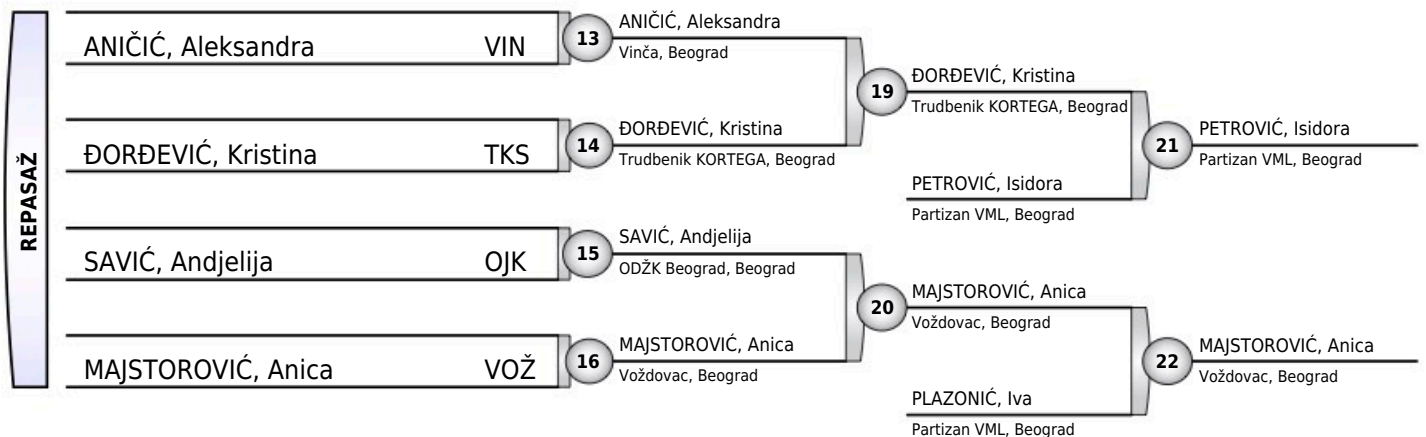 REPASAŽ
ANIČIĆ, Aleksandra VIN
13
ANIČIĆ, Aleksandra
Vinča, Beograd
ĐORĐEVIĆ, Kristina TKS
14
ĐORĐEVIĆ, Kristina
Trudbenik KORTEGA, Beograd
SAVIĆ, Andjelija OJK
15
SAVIĆ, Andjelija
ODŽK Beograd, Beograd
MAJSTOROVIĆ, Anica VOŽ
16
MAJSTOROVIĆ, Anica
Voždovac, Beograd
19
ĐORĐEVIĆ, Kristina
Trudbenik KORTEGA, Beograd
PETROVIĆ, Isidora
Partizan VML, Beograd
20
MAJSTOROVIĆ, Anica
Voždovac, Beograd
PLAZONIĆ, Iva
Partizan VML, Beograd
21
PETROVIĆ, Isidora
Partizan VML, Beograd
22
MAJSTOROVIĆ, Anica
Voždovac, Beograd